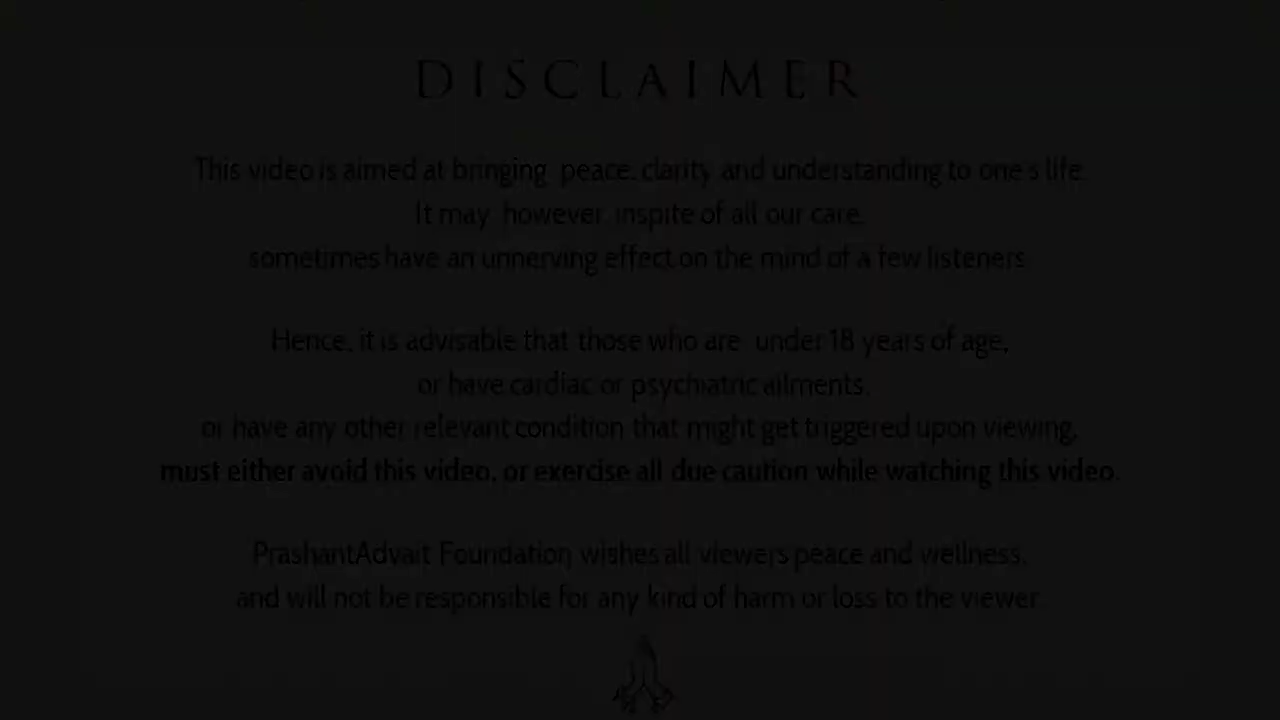 DISCLAIMER
This video is aimed at bringing peace, clarity and understanding to one's life.
It may, however, inspite of all our care,
sometimes have an unnerving effect on the mind of a few listeners.
Hence, it is advisable that those who are under 18 years of age,
or have cardiac or psychiatric ailments,
or have any other relevant condition that might get triggered upon viewing,
must either avoid this video, or exercise all due caution while watching this video.
PrashantAdvait Foundation wishes all viewers peace and wellness,
and will not be responsible for any kind of harm or loss to the viewer.